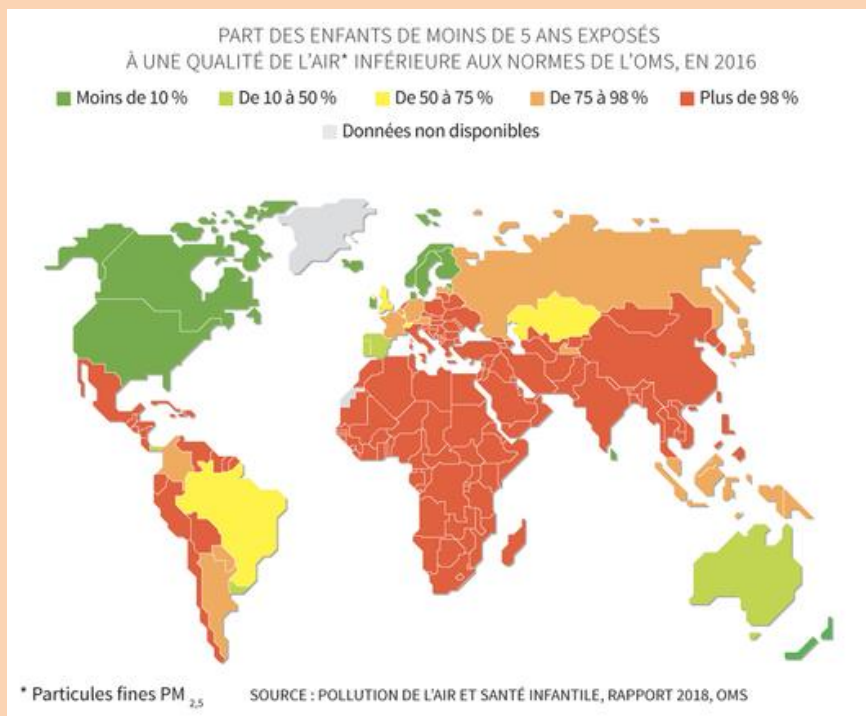 PART DES ENFANTS DE MOINS DE 5 ANS EXPOSÉS
À UNE QUALITÉ DE L'AIR* INFÉRIEURE AUX NORMES DE L'OMS, EN 2016
Moins de 10 % De 10 à 50 % De 50 à 75 % De 75 à 98 % Plus de 98 %
Données non disponibles
* Particules fines PM 2,5 SOURCE : POLLUTION DE L'AIR ET SANTÉ INFANTILE, RAPPORT 2018, OMS